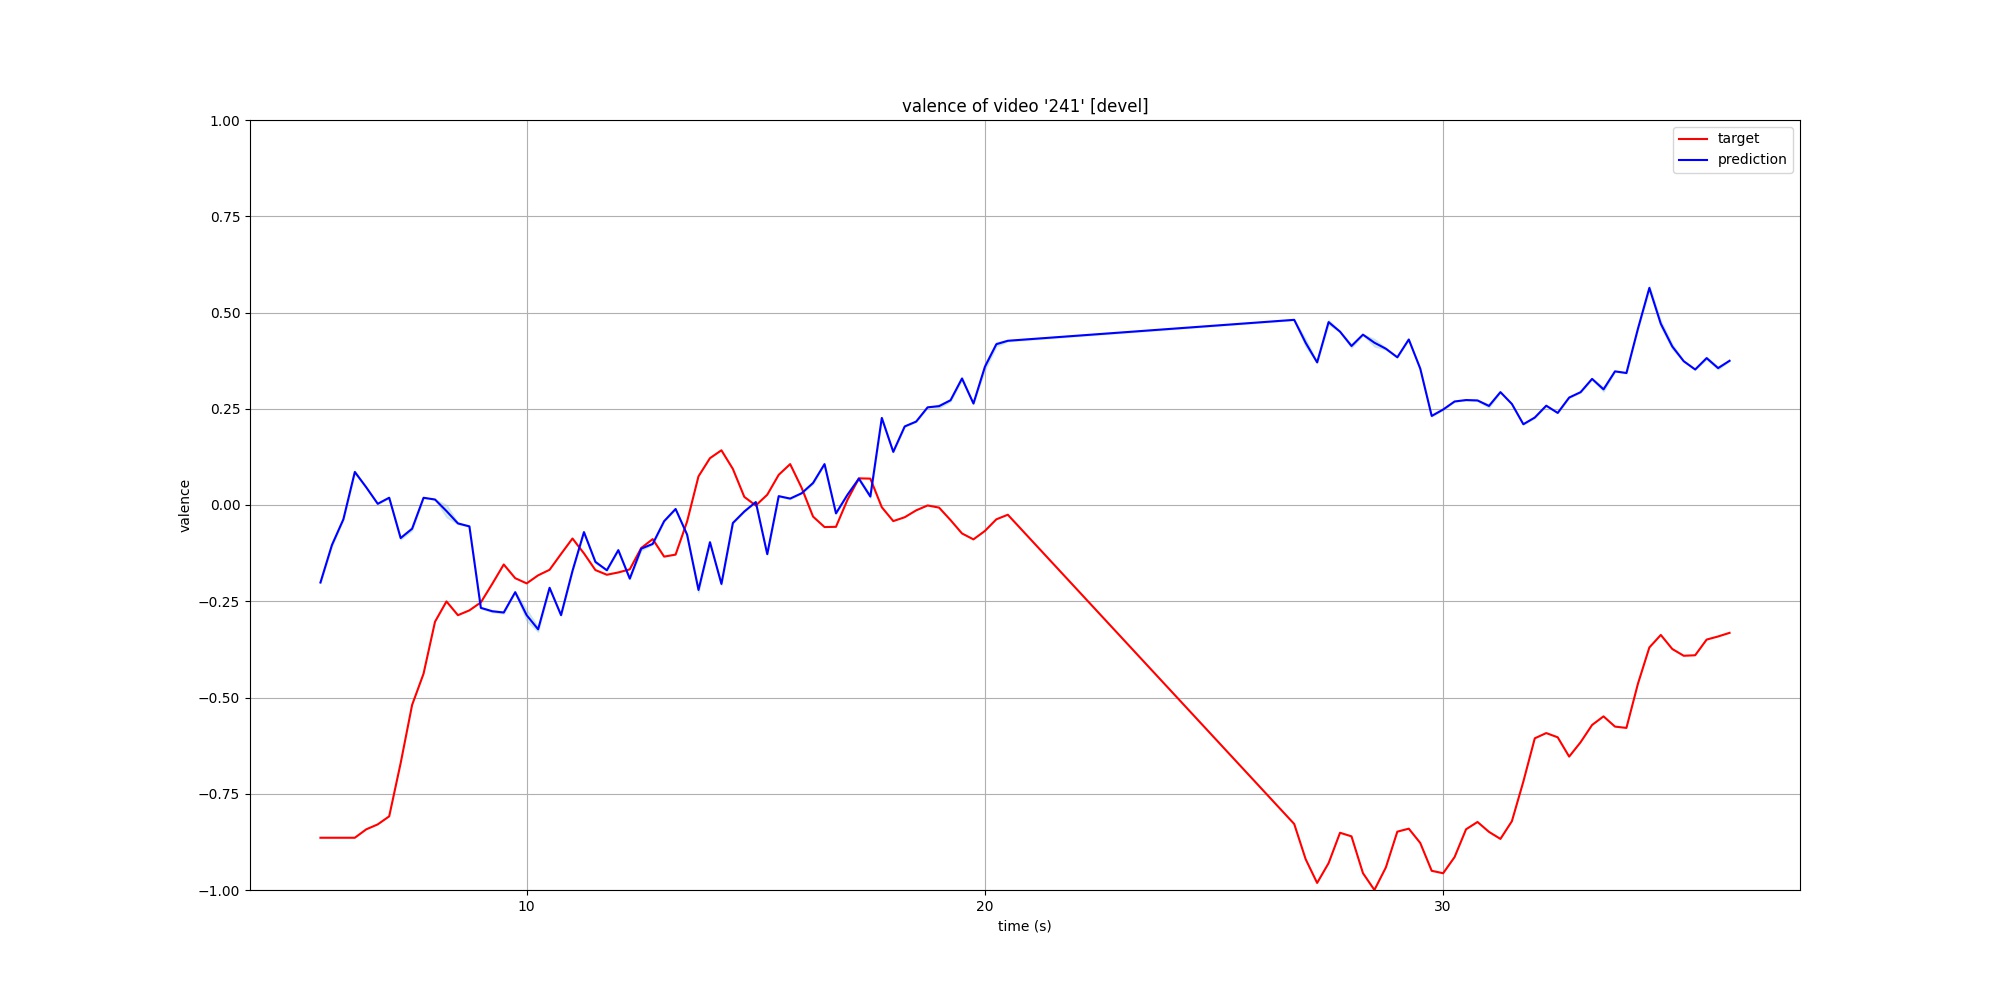 valence of video '241' [devel]
1.00
0.75
0.50
0.25
0.00
−0.25
−0.50
−0.75
−1.00
valence
target
prediction
10 20 30
time (s)